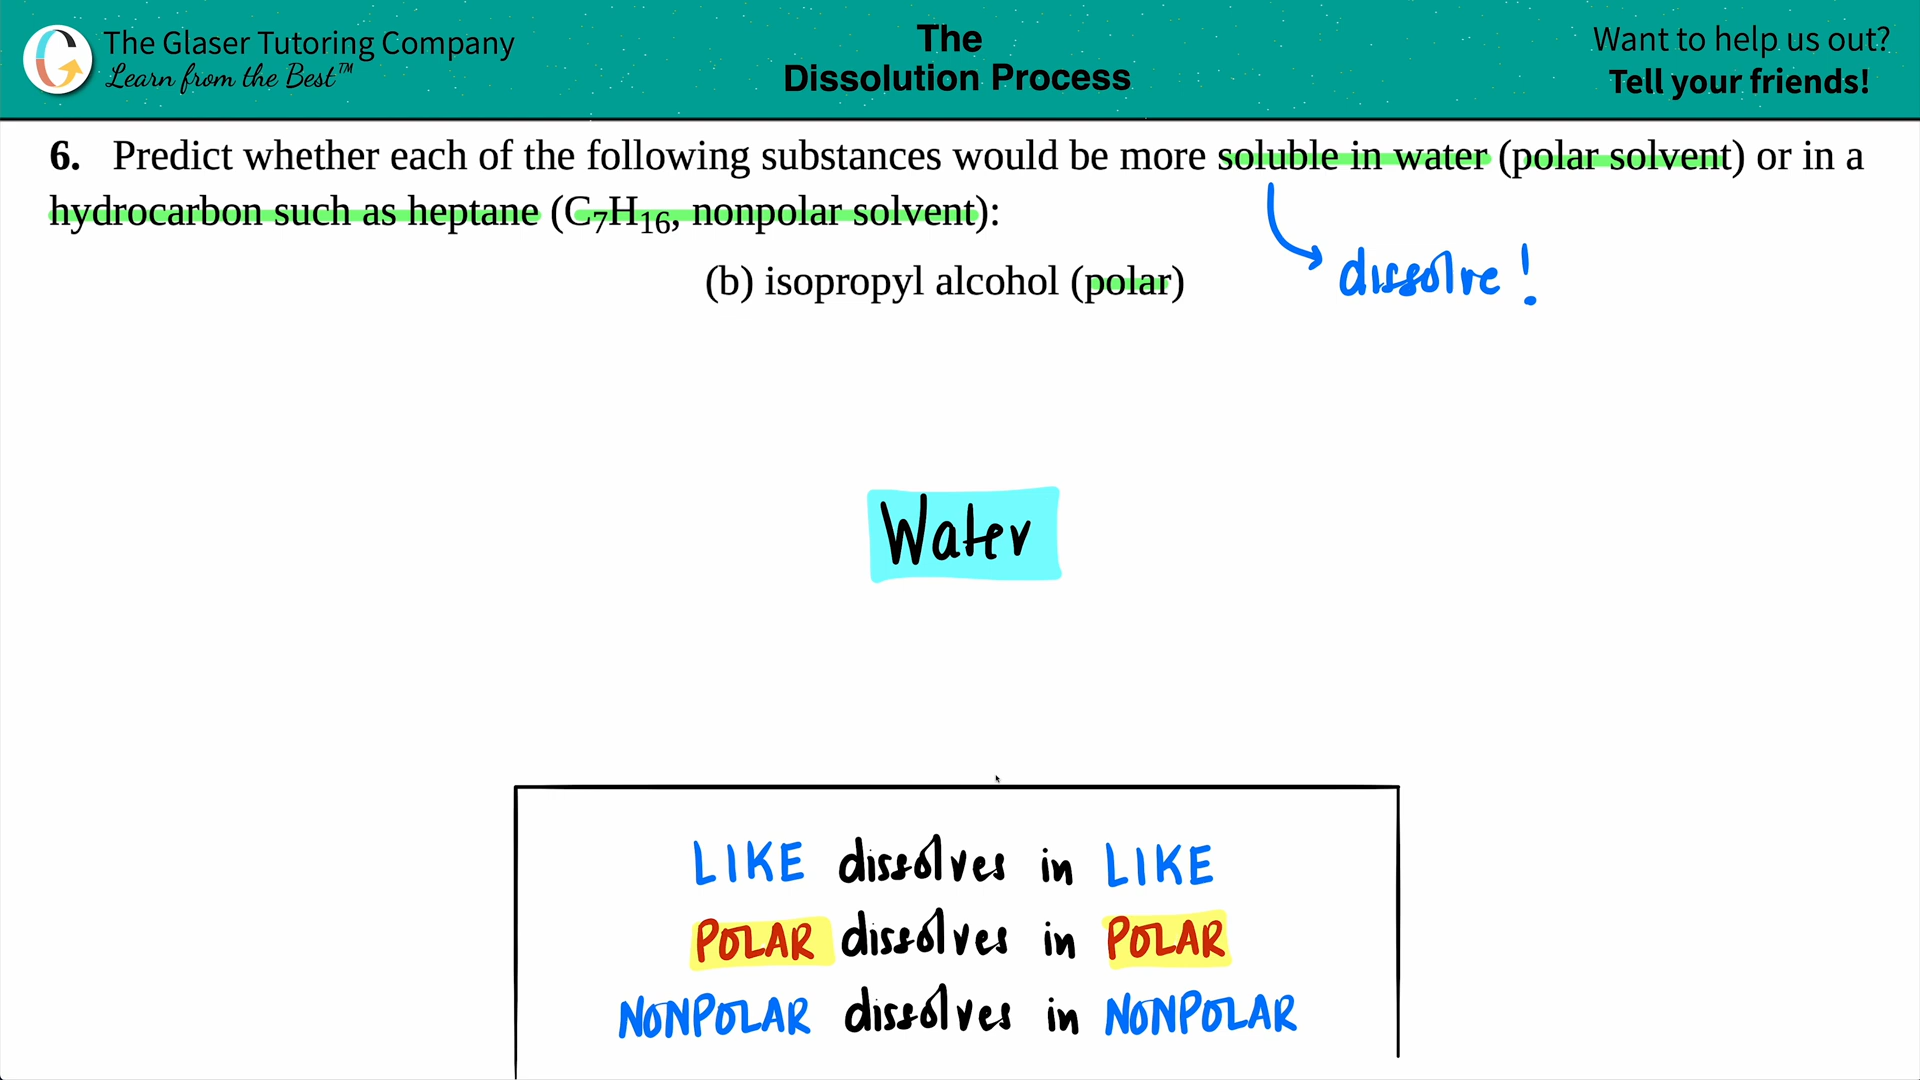 The Glaser Tutoring Company
Learn from the Best™
The
Dissolution Process
Want to help us out?
Tell your friends!
6. Predict whether each of the following substances would be more soluble in water (polar solvent) or in a
hydrocarbon such as heptane (C₇H₁₆, nonpolar solvent):
dissolve!
(b) isopropyl alcohol (polar)
Water
LIKE dissolves in LIKE
POLAR dissolves in POLAR
NONPOLAR dissolves in NONPOLAR